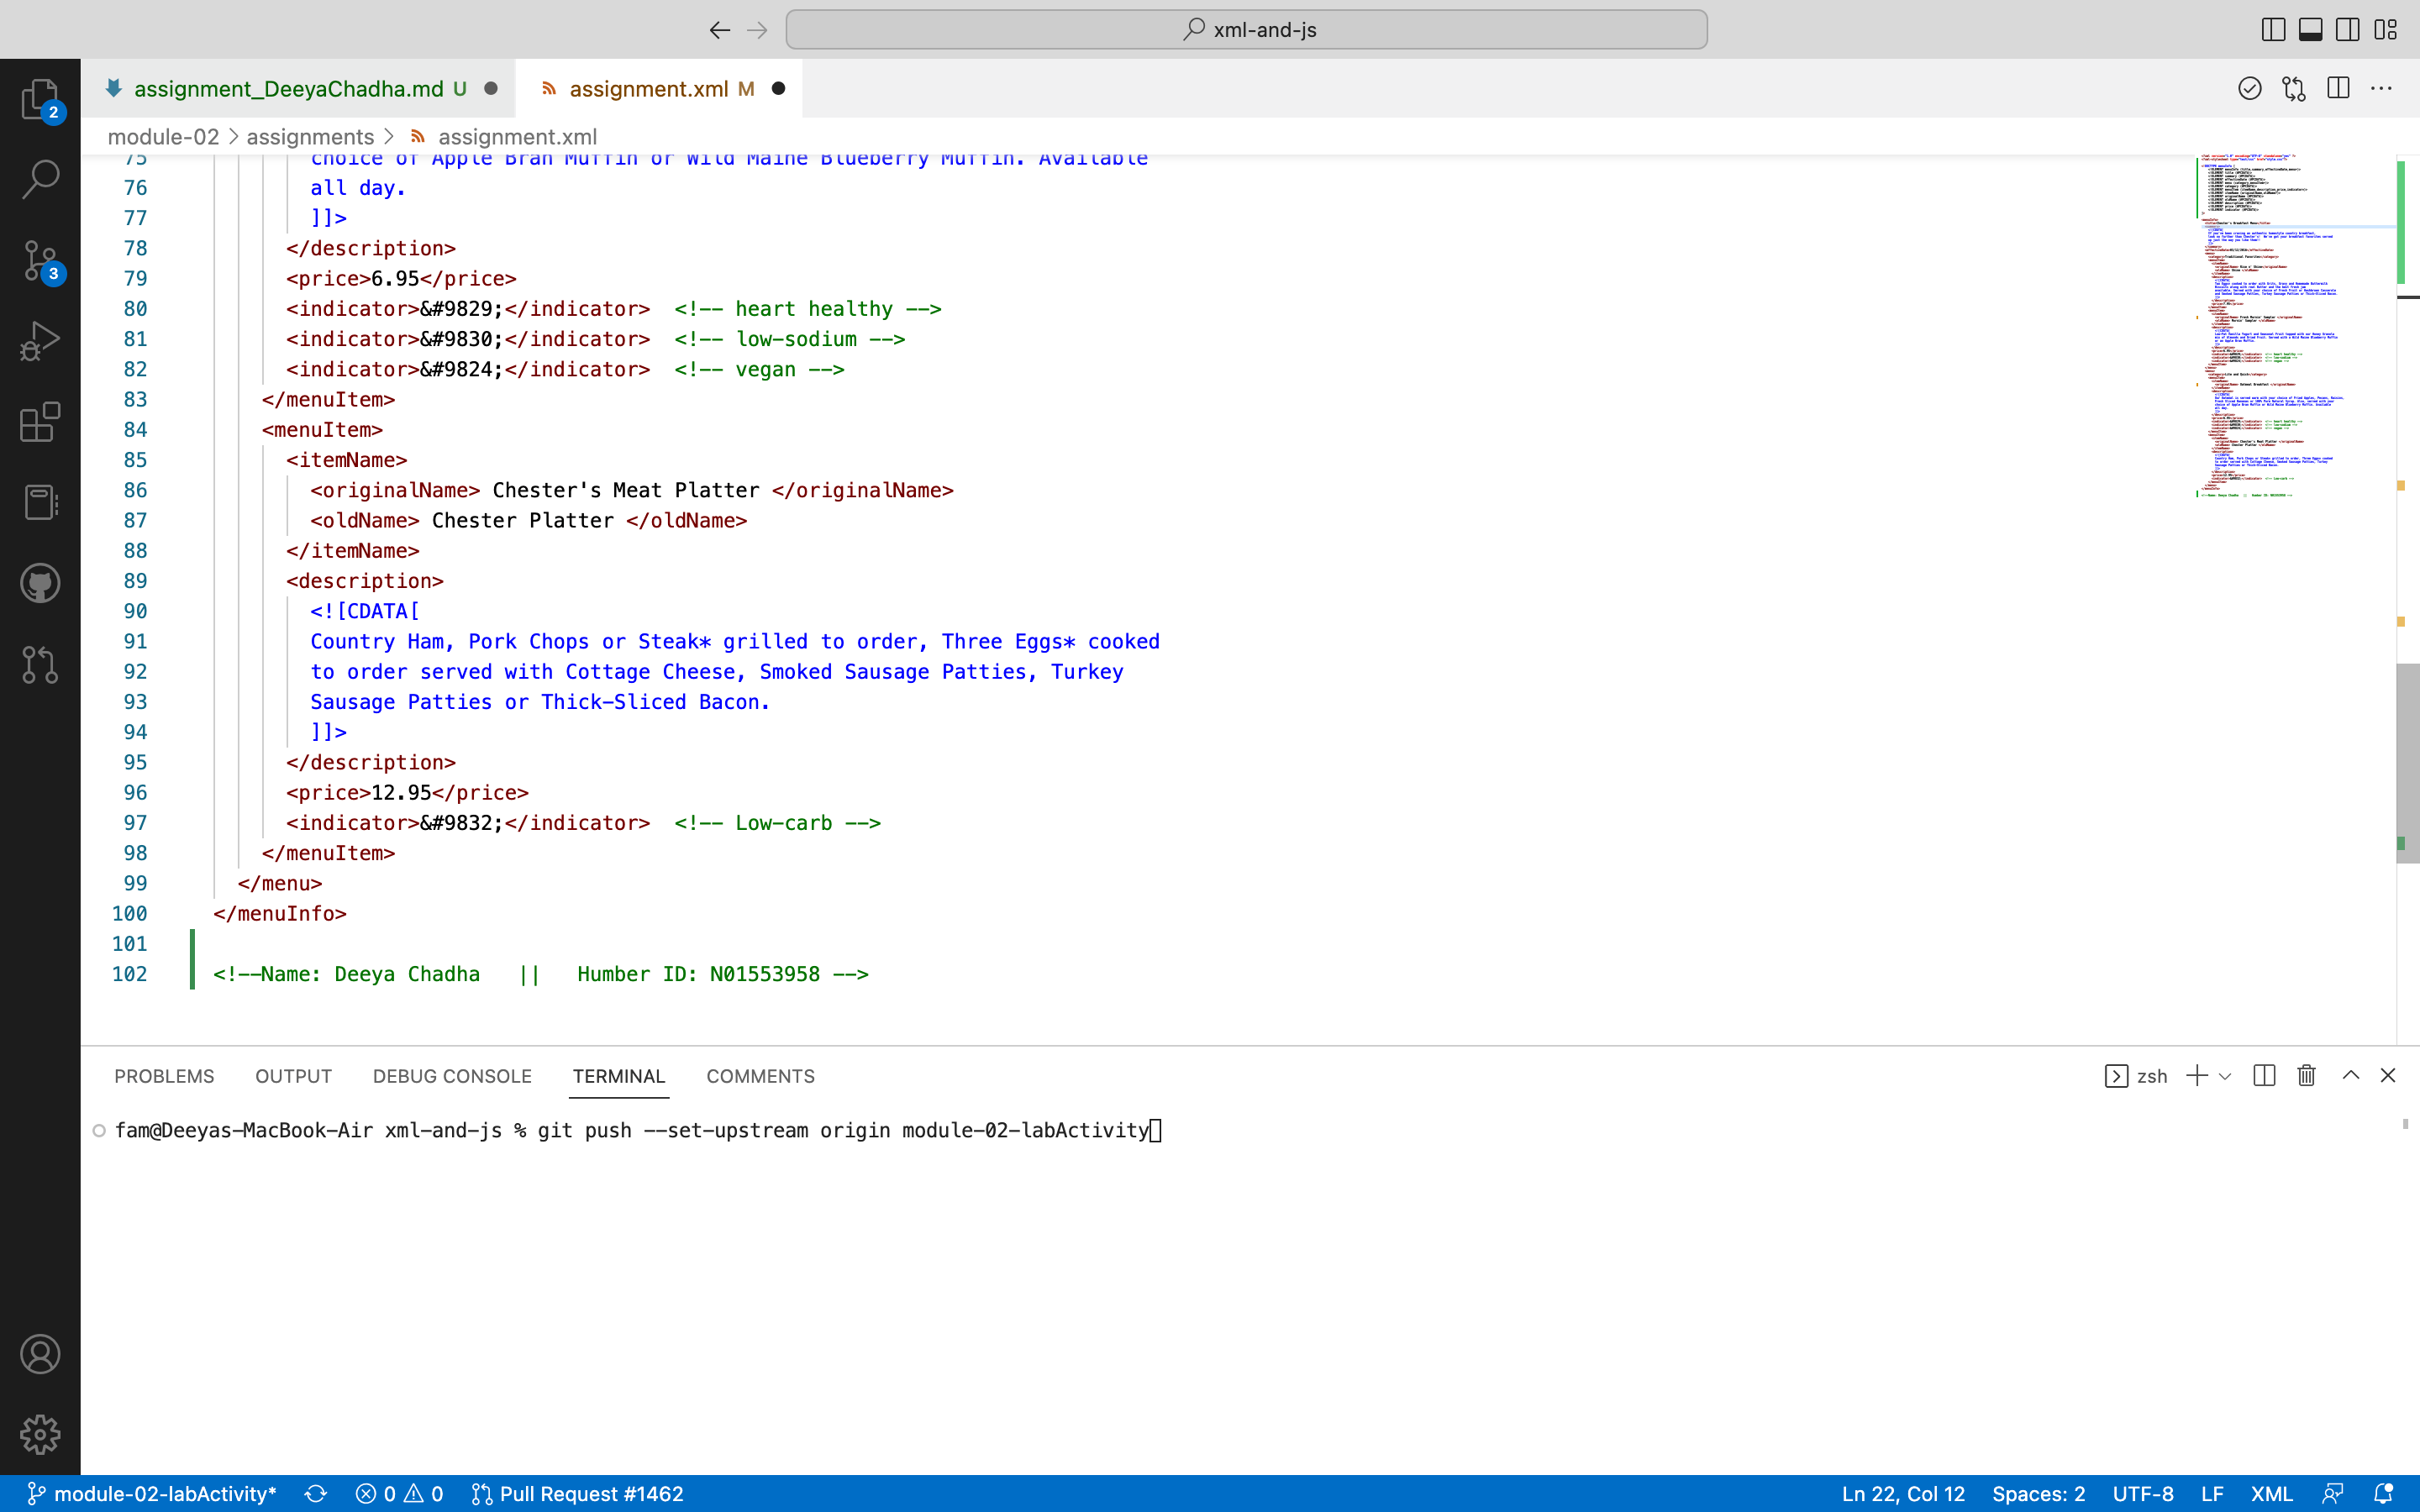 xml-and-js
assignment_DeeyaChadha.md U
assignment.xml M
module-02 > assignments > assignment.xml
2
3
75 choice of Apple Bran Muffin or Wild Maine Blueberry Muffin. Available
76 all day.
77 ]]>
78 </description>
79 <price>6.95</price>
80 <indicator>&#9829;</indicator>  <!-- heart healthy -->
81 <indicator>&#9830;</indicator>  <!-- low-sodium -->
82 <indicator>&#9824;</indicator>  <!-- vegan -->
83 </menuItem>
84 <menuItem>
85 <itemName>
86 <originalName> Chester's Meat Platter </originalName>
87 <oldName> Chester Platter </oldName>
88 </itemName>
89 <description>
90 <![CDATA[
91 Country Ham, Pork Chops or Steak* grilled to order, Three Eggs* cooked
92 to order served with Cottage Cheese, Smoked Sausage Patties, Turkey
93 Sausage Patties or Thick-Sliced Bacon.
94 ]]>
95 </description>
96 <price>12.95</price>
97 <indicator>&#9832;</indicator>  <!-- Low-carb -->
98 </menuItem>
99 </menu>
100 </menuInfo>
101
102 <!--Name: Deeya Chadha   ||   Humber ID: N01553958 -->
PROBLEMS OUTPUT DEBUG CONSOLE TERMINAL COMMENTS
zsh
fam@Deeyas-MacBook-Air xml-and-js % git push --set-upstream origin module-02-labActivity
module-02-labActivity* 0 0 Pull Request #1462
Ln 22, Col 12 Spaces: 2 UTF-8 LF XML